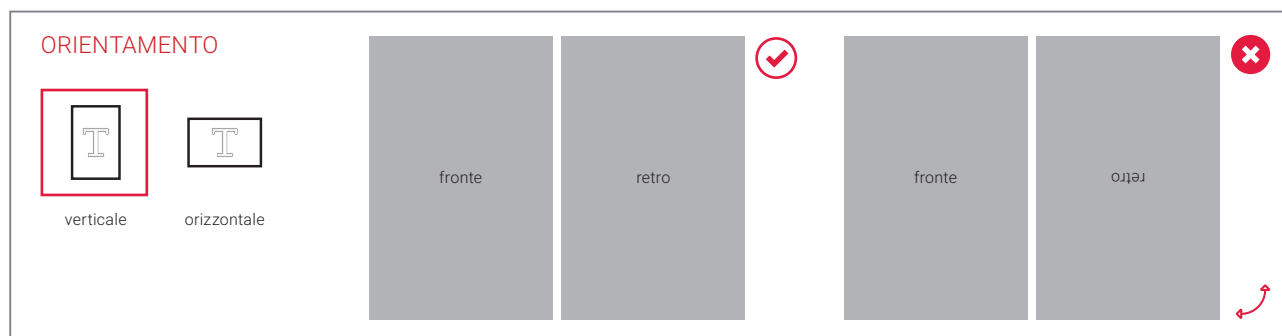 ORIENTAMENTO
T
T
verticale
orizzontale
fronte
retro
fronte
retro